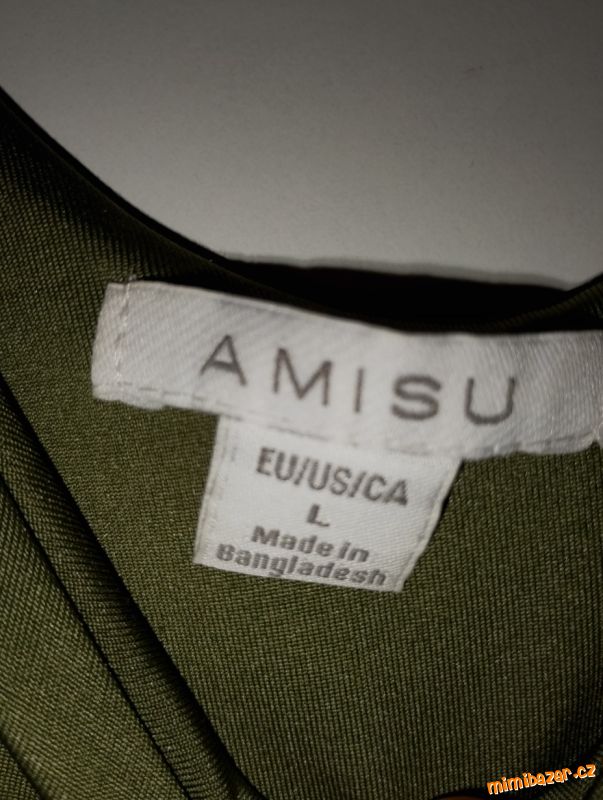 AMISU
EU/US/CA
L
Made in
Bangladesh
mimibazar.cz